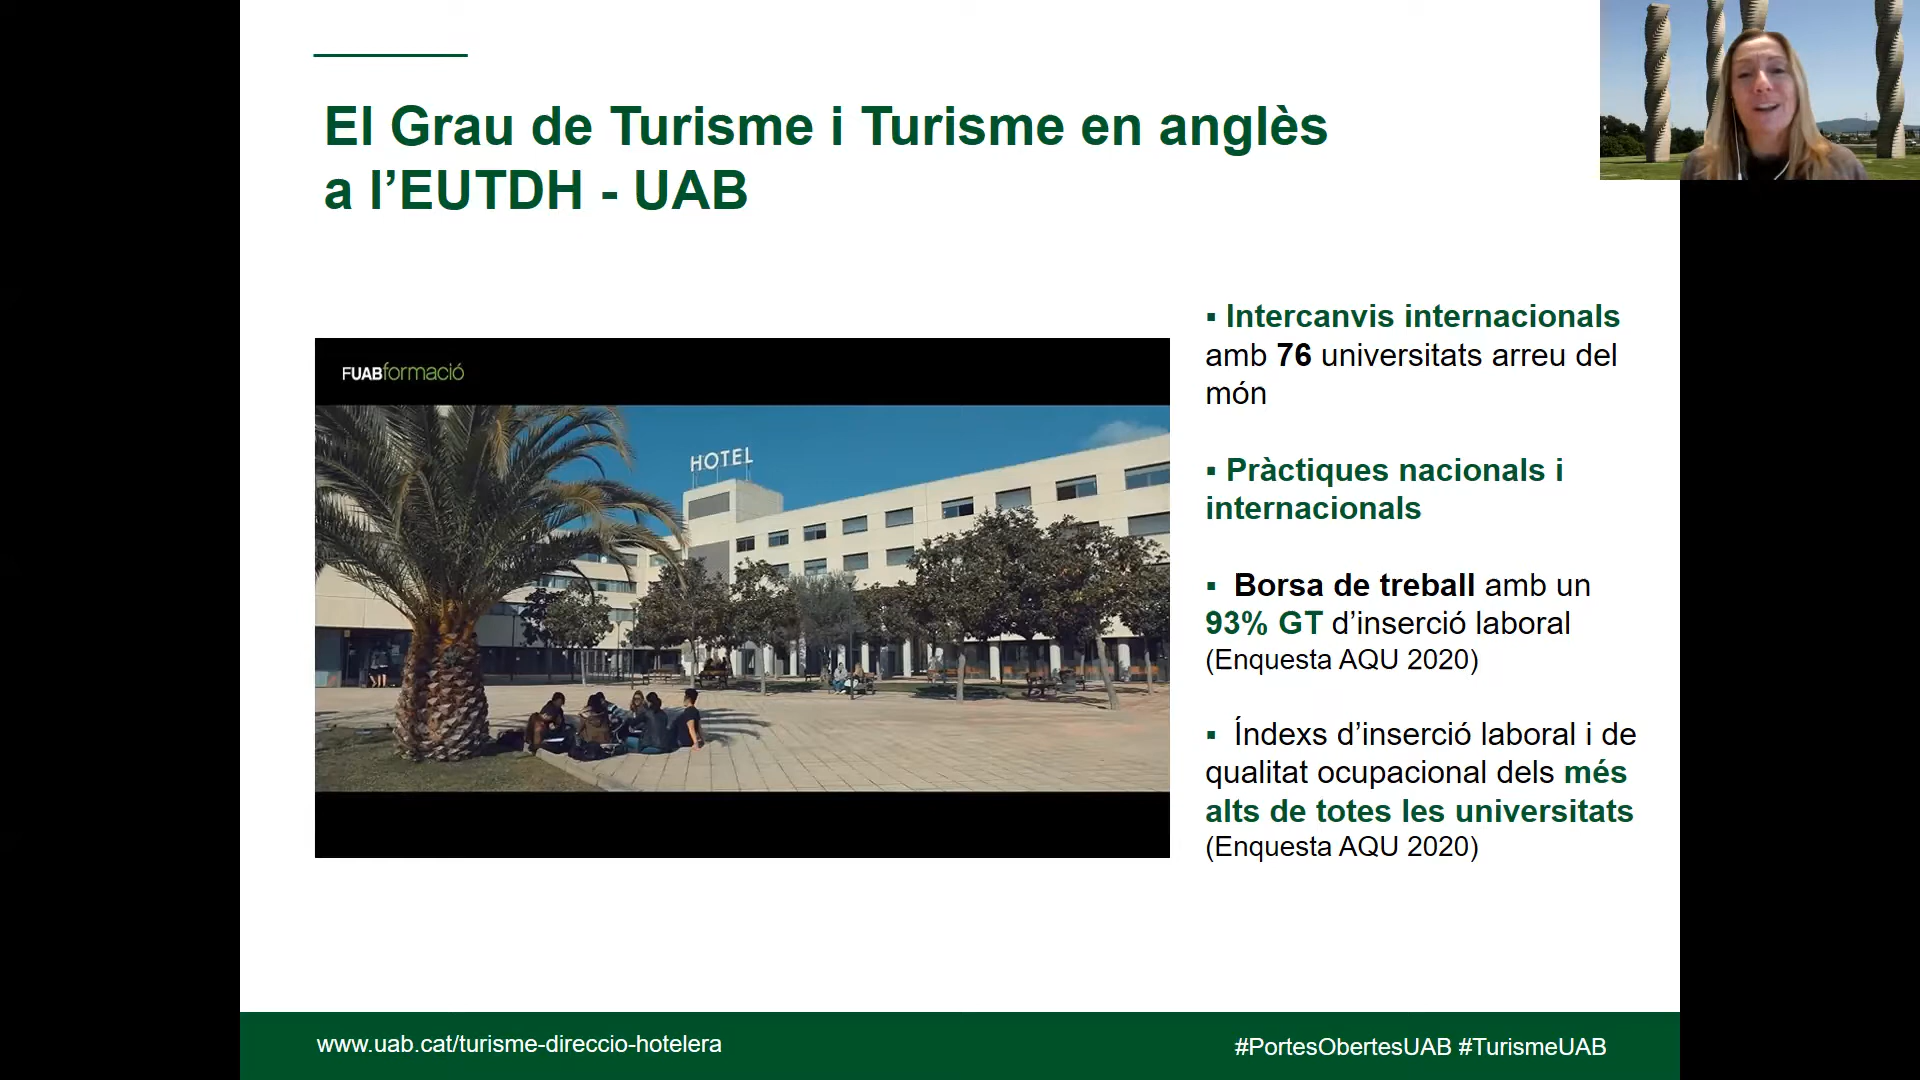 El Grau de Turisme i Turisme en anglès
a l’EUTDH - UAB
FUABformació
HOTEL
▪ Intercanvis internacionals
amb 76 universitats arreu del
món
▪ Pràctiques nacionals i
internacionals
▪ Borsa de treball amb un
93% GT d’inserció laboral
(Enquesta AQU 2020)
▪ Índexs d’inserció laboral i de
qualitat ocupacional dels més
alts de totes les universitats
(Enquesta AQU 2020)
www.uab.cat/turisme-direccio-hotelera
#PortesObertesUAB #TurismeUAB